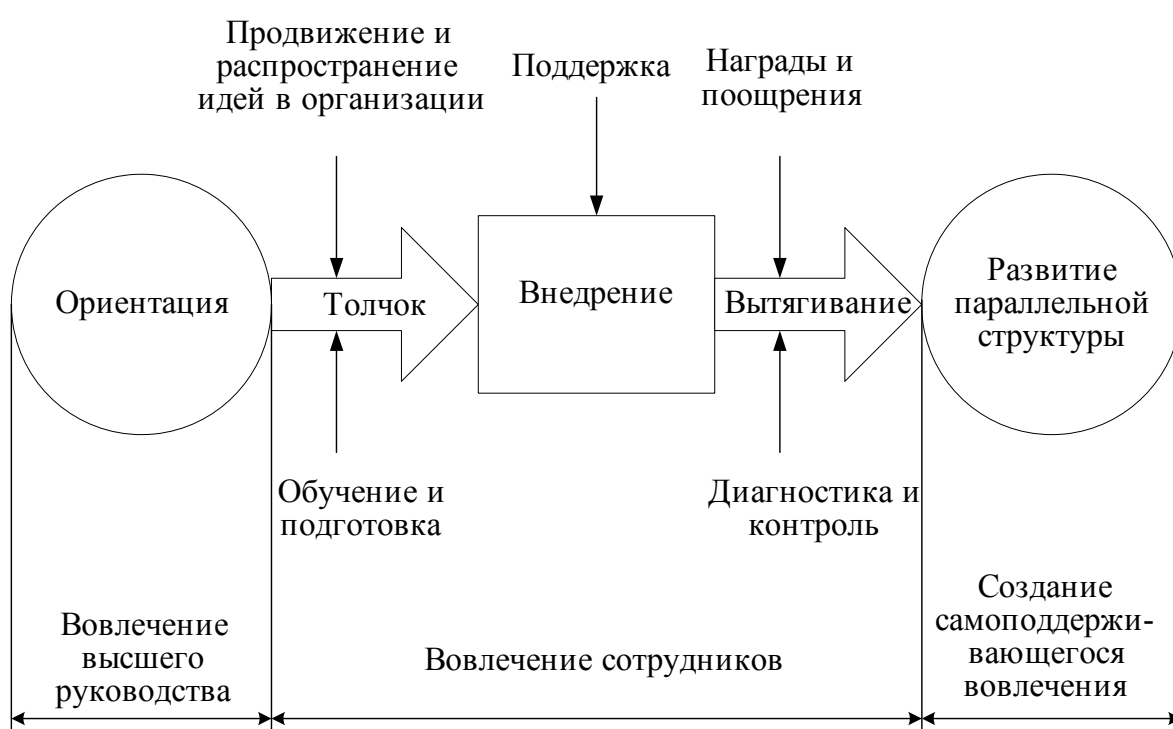 Продвижение и
распространение
идей в организации
Поддержка
Награды и
поощрения
Ориентация
Толчок
Внедрение
Вытягивание
Развитие
параллельной
структуры
Обучение и
подготовка
Диагностика и
контроль
Вовлечение
высшего
руководства
Вовлечение сотрудников
Создание
самоподдержи-
вающегося
вовлечения